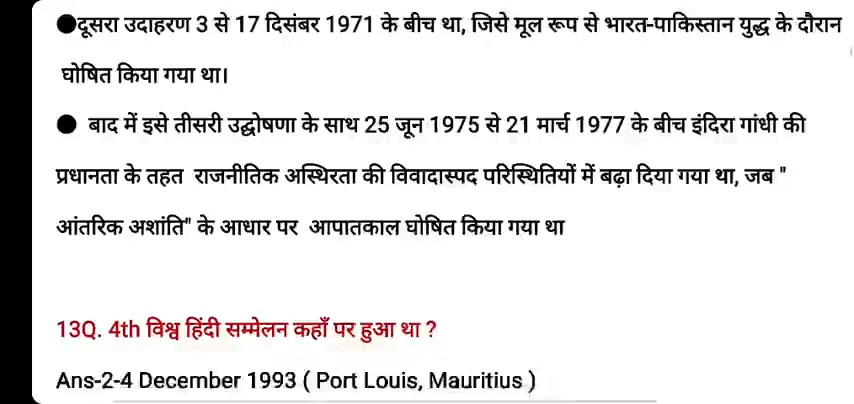 ●दूसरा उदाहरण 3 से 17 दिसंबर 1971 के बीच था, जिसे मूल रूप से भारत-पाकिस्तान युद्ध के दौरान
घोषित किया गया था।
● बाद में इसे तीसरी उद्घोषणा के साथ 25 जून 1975 से 21 मार्च 1977 के बीच इंदिरा गांधी की
प्रधानता के तहत राजनीतिक अस्थिरता की विवादास्पद परिस्थितियों में बढ़ा दिया गया था, जब "
आंतरिक अशांति" के आधार पर आपातकाल घोषित किया गया था
13Q. 4th विश्व हिंदी सम्मेलन कहाँ पर हुआ था ?
Ans-2-4 December 1993 ( Port Louis, Mauritius )